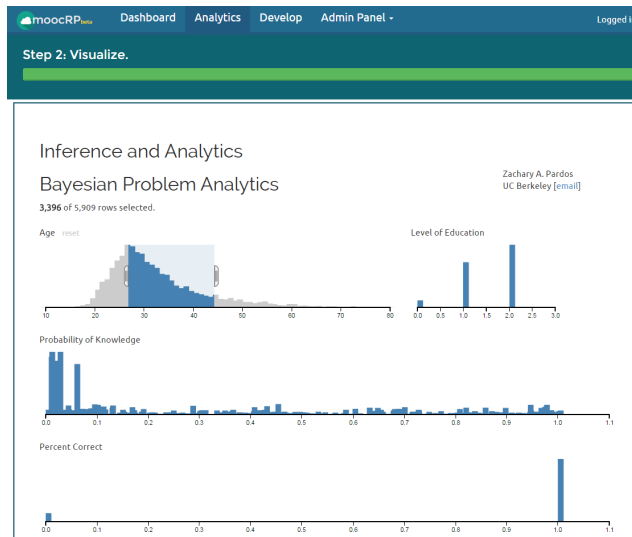 moocRP beta Dashboard Analytics Develop Admin Panel
Logged i
Step 2: Visualize.
Inference and Analytics
Bayesian Problem Analytics
Zachary A. Pardos
UC Berkeley [email]
3,396 of 5,909 rows selected.
Age reset
Level of Education
10 20 30 40 50 60 70 80
0.0 0.5 1.0 1.5 2.0 2.5 3.0
Probability of Knowledge
0.0 0.1 0.2 0.3 0.4 0.5 0.6 0.7 0.8 0.9 1.0 1.1
Percent Correct
0.0 0.1 0.2 0.3 0.4 0.5 0.6 0.7 0.8 0.9 1.0 1.1